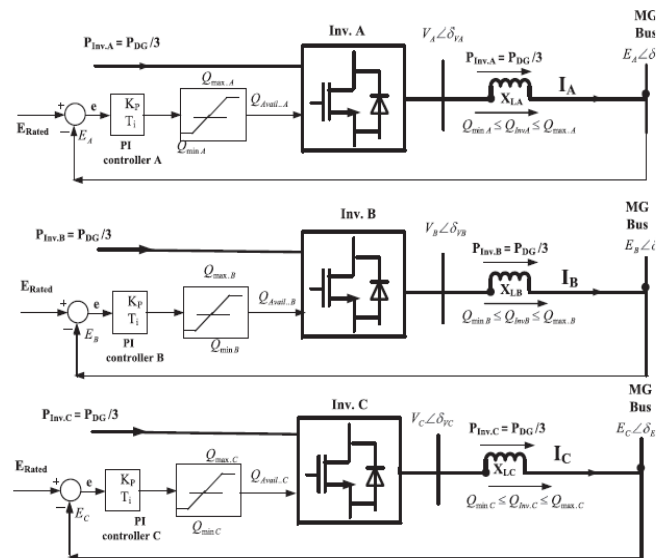 MG
Bus
Inv. A
P_Inv.A = P_DG/3
V_A∠δ_VA
E_A∠δ
Q_max..A
P_Inv.A = P_DG/3
Q_Avail..A
I_A
X_LA
E_Rated
+
−
e
E_A
K_P
T_i
Q_min A
Q_min A ≤ Q_InvA ≤ Q_max..A
PI
controller A
MG
Bus
Inv. B
P_Inv.B = P_DG/3
V_B∠δ_VB
E_B∠δ
Q_max..B
P_Inv.B = P_DG/3
Q_Avail..B
I_B
X_LB
E_Rated
+
−
e
E_B
K_P
T_i
Q_min B
Q_min B ≤ Q_InvB ≤ Q_max..B
PI
controller B
MG
Bus
Inv. C
P_Inv.C = P_DG/3
V_C∠δ_VC
E_C∠δ_E
Q_max..C
P_Inv.C = P_DG/3
Q_Avail..C
I_C
X_LC
E_Rated
+
−
e
E_C
K_P
T_i
Q_min C
Q_min C ≤ Q_Inv.C ≤ Q_max.C
PI
controller C